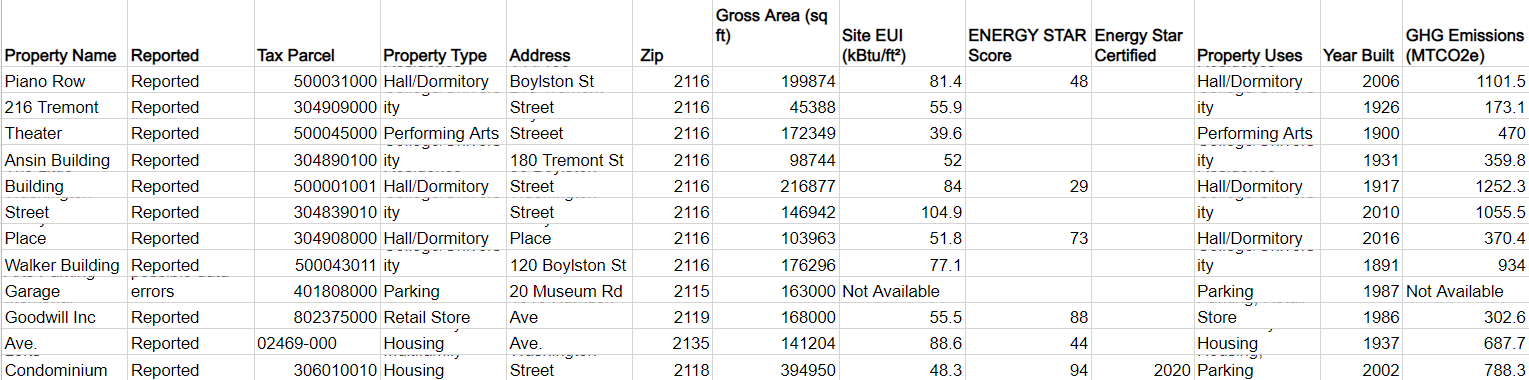 Property Name Reported Tax Parcel Property Type Address Zip Gross Area (sq ft) Site EUI (kBtu/ft²) ENERGY STAR Score Energy Star Certified Property Uses Year Built GHG Emissions (MTCO2e)
Piano Row Reported 500031000 Hall/Dormitory Boylston St 2116 199874 81.4 48 Hall/Dormitory 2006 1101.5
216 Tremont Reported 304909000 ity Street 2116 45388 55.9 ity 1926 173.1
Theater Reported 500045000 Performing Arts Streeet 2116 172349 39.6 Performing Arts 1900 470
Ansin Building Reported 304890100 ity 180 Tremont St 2116 98744 52 ity 1931 359.8
Building Reported 500001001 Hall/Dormitory Street 2116 216877 84 29 Hall/Dormitory 1917 1252.3
Street Reported 304839010 ity Street 2116 146942 104.9 ity 2010 1055.5
Place Reported 304908000 Hall/Dormitory Place 2116 103963 51.8 73 Hall/Dormitory 2016 370.4
Walker Building Reported 500043011 ity 120 Boylston St 2116 176296 77.1 ity 1891 934
Garage errors 401808000 Parking 20 Museum Rd 2115 163000 Not Available Parking 1987 Not Available
Goodwill Inc Reported 802375000 Retail Store Ave 2119 168000 55.5 88 Store 1986 302.6
Ave. Reported 02469-000 Housing Ave. 2135 141204 88.6 44 Housing 1937 687.7
Condominium Reported 306010010 Housing Street 2118 394950 48.3 94 2020 Parking 2002 788.3